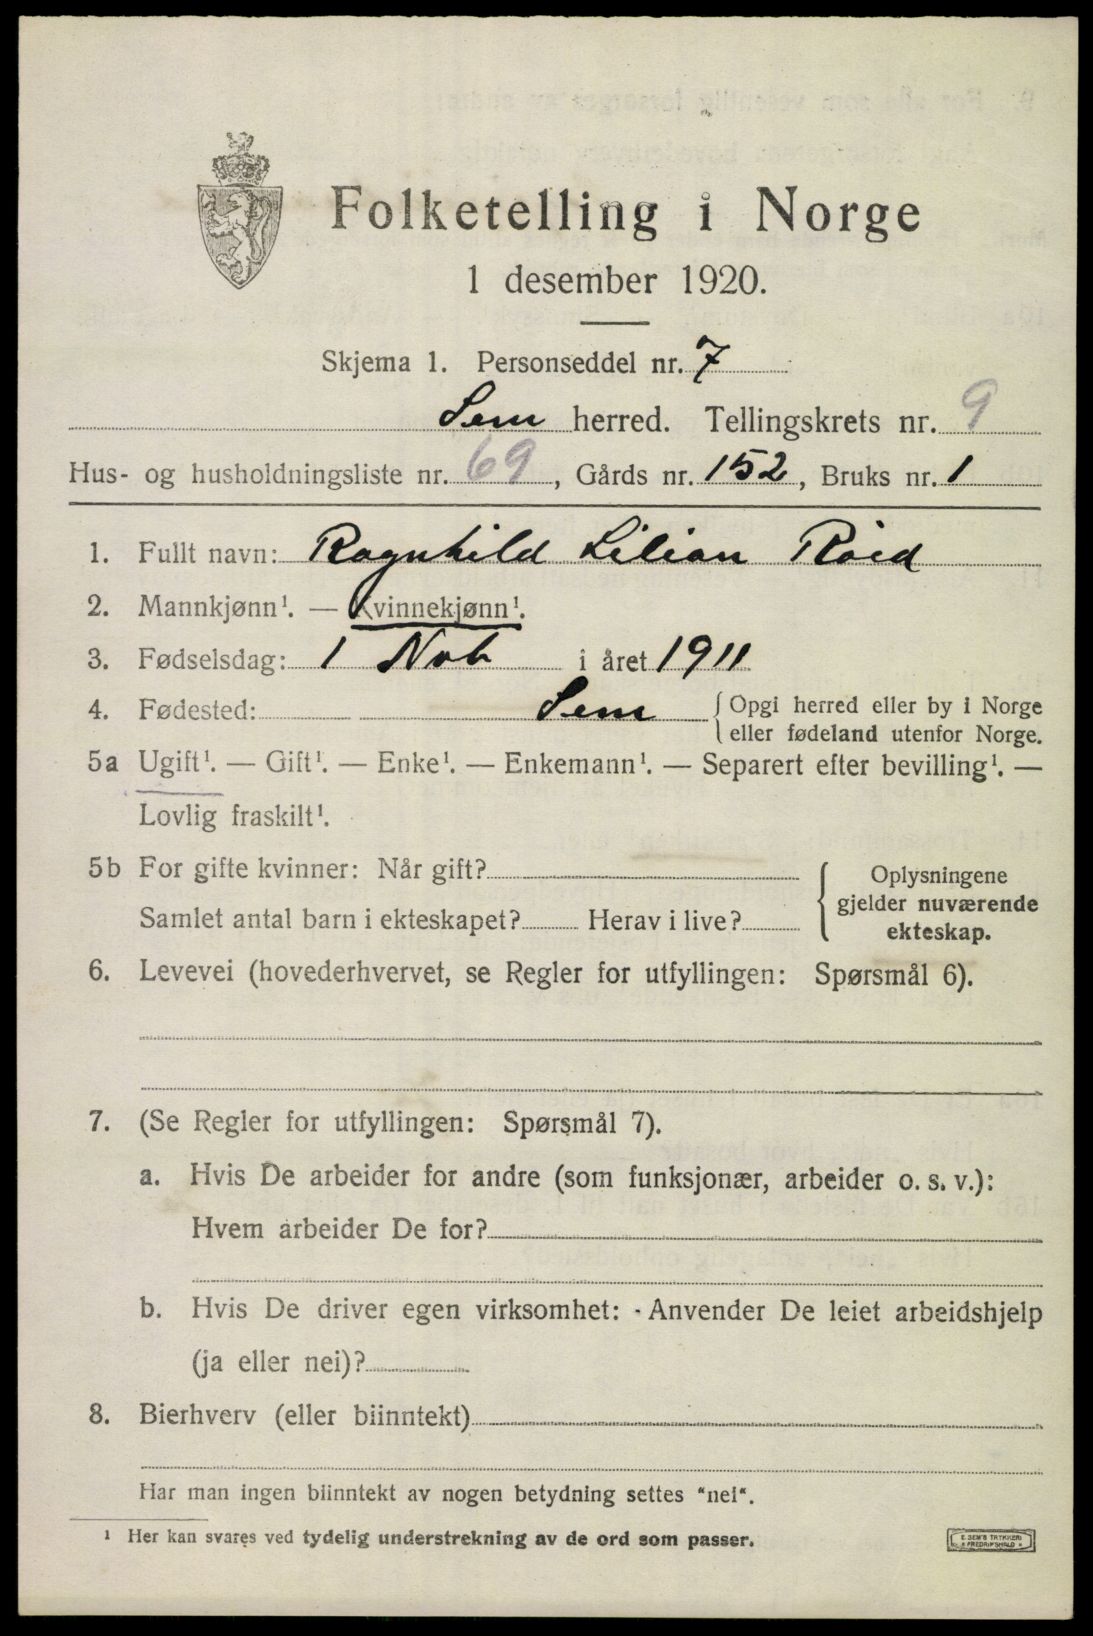 Folketelling i Norge
1 desember 1920.
Skjema 1. Personseddel nr. 7
Sem herred. Tellingskrets nr. 9
Hus- og husholdningsliste nr. 69, Gårds nr. 152, Bruks nr. 1
1. Fullt navn: Ragnhild Lilian Röed
2. Mannkjønn¹. — Kvinnekjønn¹.
3. Fødselsdag: 1 Nov i året 1911
4. Fødested: Sem { Opgi herred eller by i Norge
eller fødeland utenfor Norge.
5a Ugift¹. — Gift¹. — Enke¹. — Enkemann¹. — Separert efter bevilling¹. —
Lovlig fraskilt¹.
5b For gifte kvinner: Når gift?
Samlet antal barn i ekteskapet? Herav i live?
Oplysningene
gjelder nuværende
ekteskap.
6. Levevei (hovederhvervet, se Regler for utfyllingen: Spørsmål 6).
7. (Se Regler for utfyllingen: Spørsmål 7).
a. Hvis De arbeider for andre (som funksjonær, arbeider o. s. v.):
Hvem arbeider De for?
b. Hvis De driver egen virksomhet: Anvender De leiet arbeidshjelp
(ja eller nei)?
8. Bierhverv (eller biinntekt)
Har man ingen biinntekt av nogen betydning settes "nei".
¹ Her kan svares ved tydelig understrekning av de ord som passer.
E. SEM'S TRYKKERI
FREDRIKSHALD